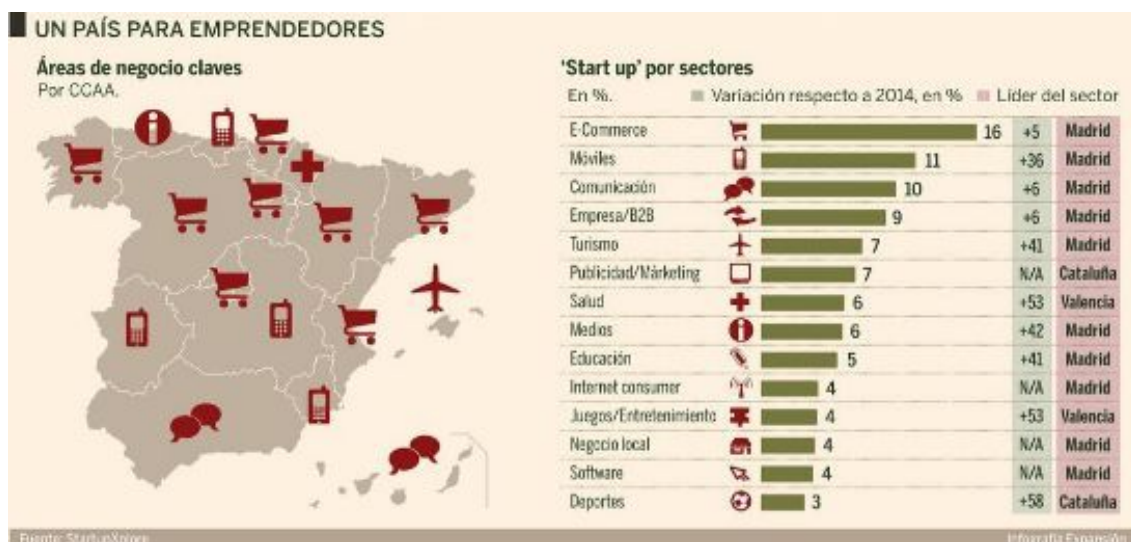 UN PAÍS PARA EMPRENDEDORES
Áreas de negocio claves
Por CCAA.
'Start up' por sectores
En %. Variación respecto a 2014, en % Líder del sector
E-Commerce 16 +5 Madrid
Móviles 11 +36 Madrid
Comunicación 10 +6 Madrid
Empresa/B2B 9 +6 Madrid
Turismo 7 +41 Madrid
Publicidad/Márketing 7 N/A Cataluña
Salud 6 +53 Valencia
Medios 6 +42 Madrid
Educación 5 +41 Madrid
Internet consumer 4 N/A Madrid
Juegos/Entretenimiento 4 +53 Valencia
Negocio local 4 N/A Madrid
Software 4 N/A Madrid
Deportes 3 +58 Cataluña
Fuente: StartupXplore
Infografía Expansión